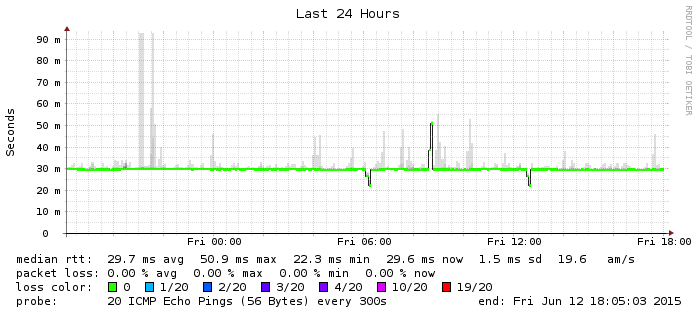 Last 24 Hours
RRDTOOL / TOBI OETIKER
Seconds
90 m
80 m
70 m
60 m
50 m
40 m
30 m
20 m
10 m
0
Fri 00:00 Fri 06:00 Fri 12:00 Fri 18:00
median rtt: 29.7 ms avg 50.9 ms max 22.3 ms min 29.6 ms now 1.5 ms sd 19.6 am/s
packet loss: 0.00 % avg 0.00 % max 0.00 % min 0.00 % now
loss color: 0 1/20 2/20 3/20 4/20 10/20 19/20
probe: 20 ICMP Echo Pings (56 Bytes) every 300s end: Fri Jun 12 18:05:03 2015